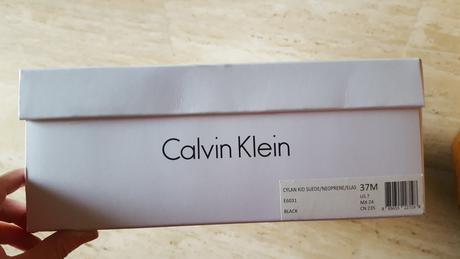 Calvin Klein
CYLAN KID SUEDE/NEOPRENE/ELAS 37M
E6031 US 7
MX 24
BLACK CN 235